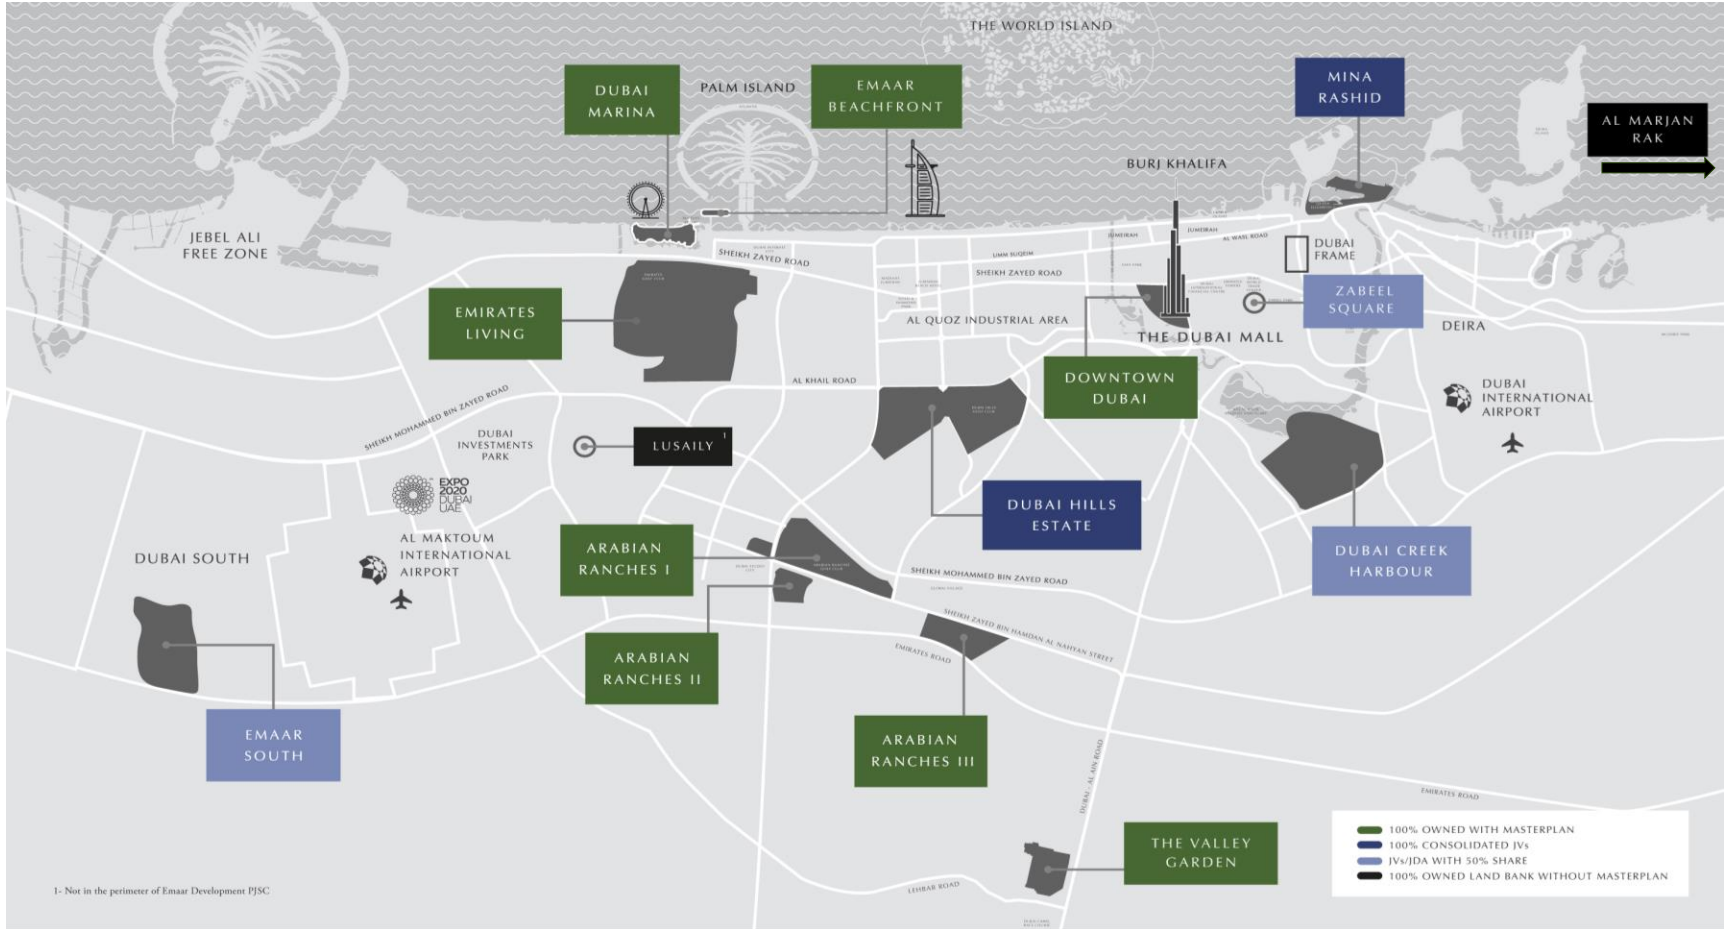 THE WORLD ISLAND
DUBAI
MARINA
PALM ISLAND
EMAAR
BEACHFRONT
MINA
RASHID
AL MARJAN
RAK
BURJ KHALIFA
JEBEL ALI
FREE ZONE
SHEIKH ZAYED ROAD
UMM SUQEIM
SHEIKH ZAYED ROAD
JUMEIRAH
JUMEIRAH
AL WASL ROAD
DUBAI
FRAME
ZABEEL
SQUARE
DEIRA
EMIRATES
LIVING
AL QUOZ INDUSTRIAL AREA
THE DUBAI MALL
DOWNTOWN
DUBAI
AL KHAIL ROAD
DUBAI
INTERNATIONAL
AIRPORT
SHEIKH MOHAMMED BIN ZAYED ROAD
DUBAI
INVESTMENTS
PARK
LUSAILY 1
EXPO
2020
DUBAI
UAE
DUBAI HILLS
ESTATE
AL MAKTOUM
INTERNATIONAL
AIRPORT
DUBAI SOUTH
ARABIAN
RANCHES I
SHEIKH MOHAMMED BIN ZAYED ROAD
DUBAI CREEK
HARBOUR
SHEIKH ZAYED BIN HAMDAN AL NAHYAN STREET
EMIRATES ROAD
ARABIAN
RANCHES II
EMAAR
SOUTH
ARABIAN
RANCHES III
DUBAI - AL AIN ROAD
EMIRATES ROAD
THE VALLEY
GARDEN
LEHBAR ROAD
100% OWNED WITH MASTERPLAN
100% CONSOLIDATED JVs
JVs/JDA WITH 50% SHARE
100% OWNED LAND BANK WITHOUT MASTERPLAN
1- Not in the perimeter of Emaar Development PJSC